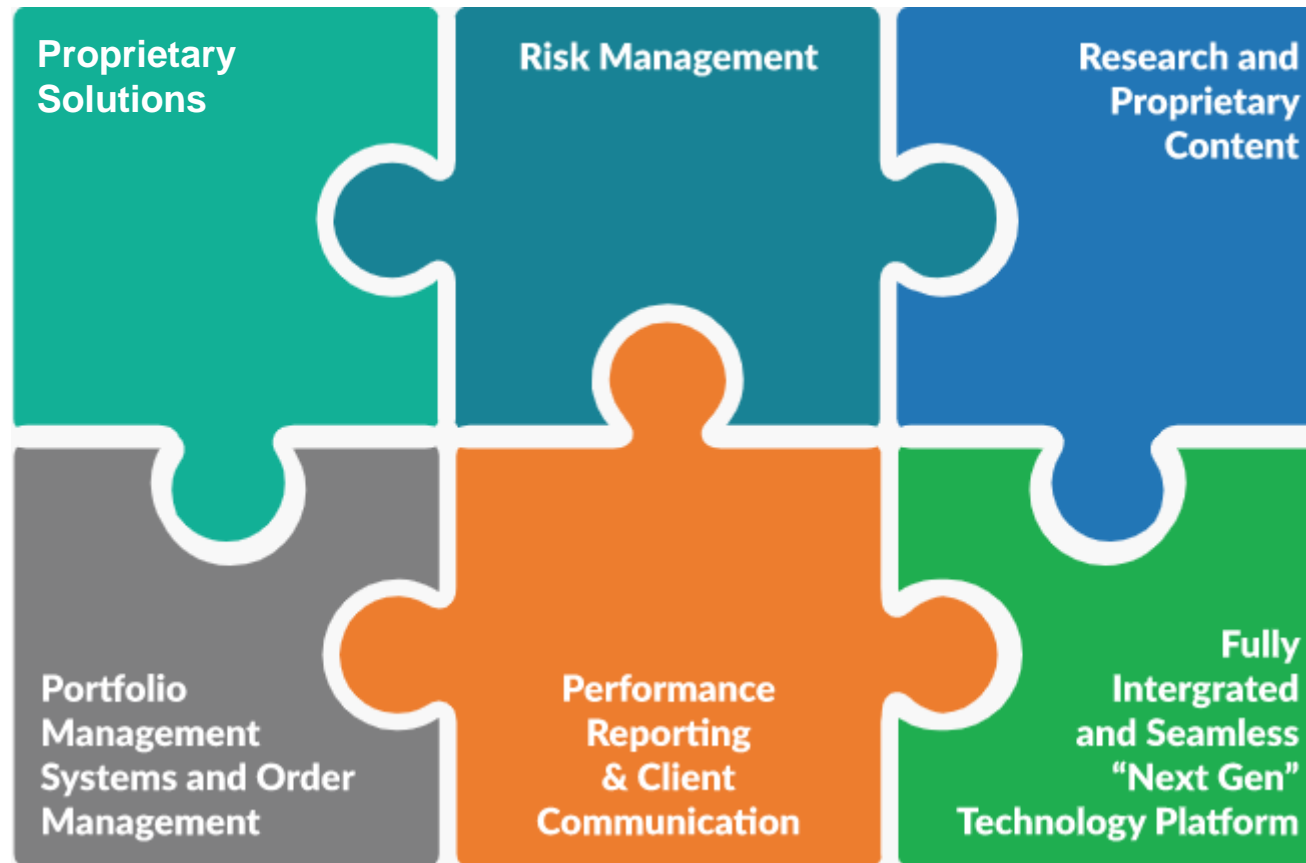 Proprietary
Solutions
Risk Management
Research and
Proprietary
Content
Portfolio
Management
Systems and Order
Management
Performance
Reporting
& Client
Communication
Fully
Intergrated
and Seamless
“Next Gen”
Technology Platform